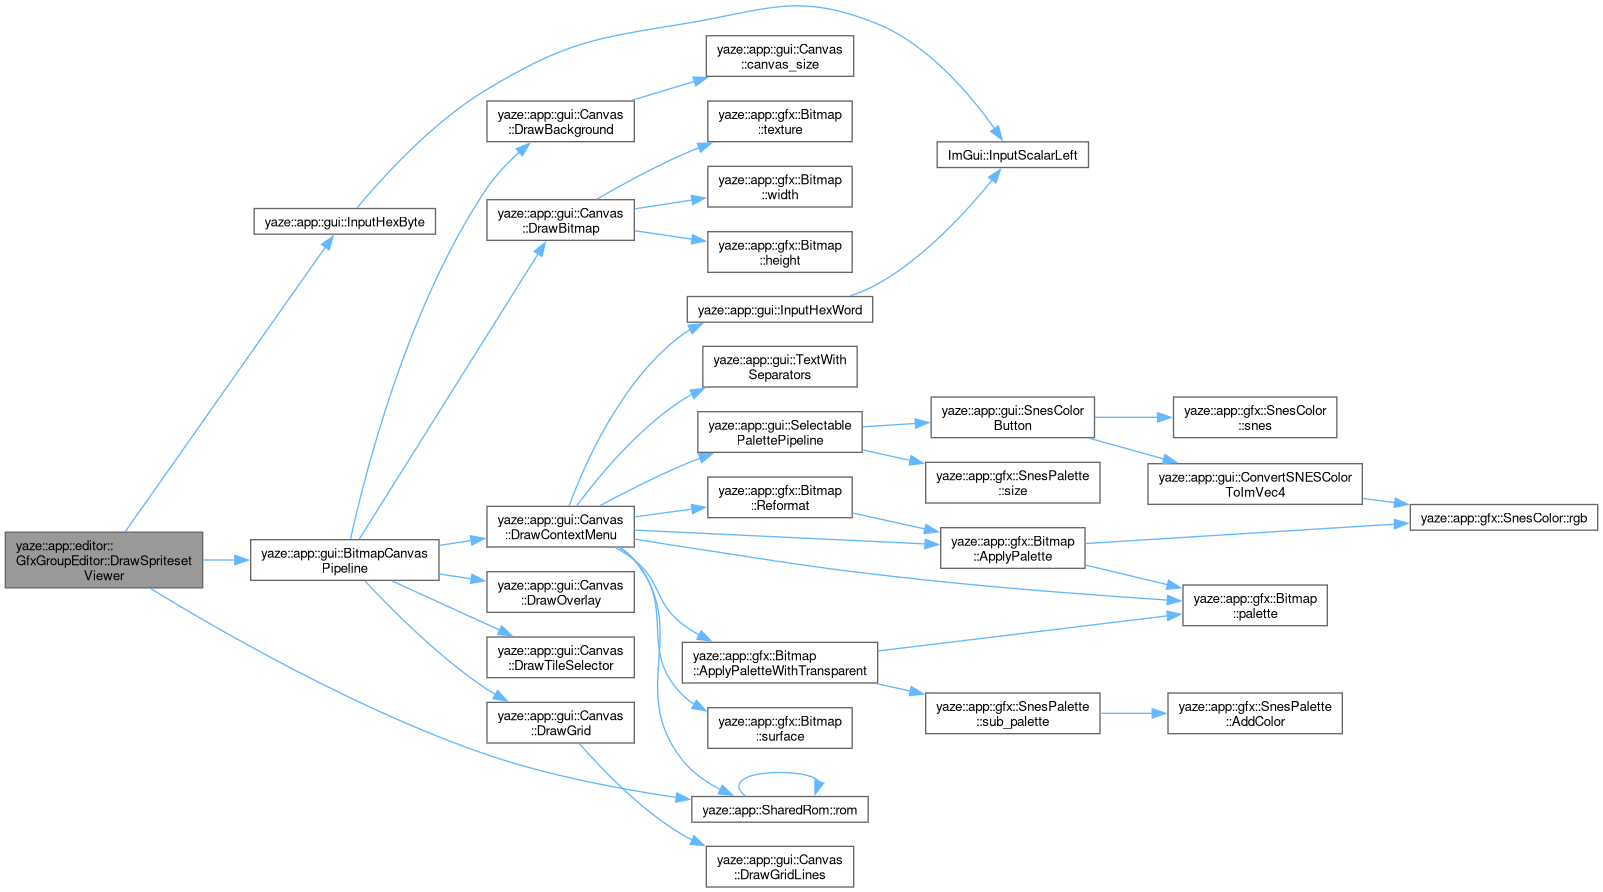 yaze::app::editor::
GfxGroupEditor::DrawSpriteset
Viewer
yaze::app::gui::InputHexByte
yaze::app::gui::BitmapCanvas
Pipeline
yaze::app::gui::Canvas
::DrawBackground
yaze::app::gui::Canvas
::DrawBitmap
yaze::app::gui::Canvas
::DrawContextMenu
yaze::app::gui::Canvas
::DrawOverlay
yaze::app::gui::Canvas
::DrawTileSelector
yaze::app::gui::Canvas
::DrawGrid
yaze::app::gui::Canvas
::canvas_size
yaze::app::gfx::Bitmap
::texture
yaze::app::gfx::Bitmap
::width
yaze::app::gfx::Bitmap
::height
yaze::app::gui::InputHexWord
yaze::app::gui::TextWith
Separators
yaze::app::gui::Selectable
PalettePipeline
yaze::app::gfx::Bitmap
::Reformat
yaze::app::gfx::Bitmap
::ApplyPaletteWithTransparent
yaze::app::gfx::Bitmap
::surface
yaze::app::SharedRom::rom
yaze::app::gui::Canvas
::DrawGridLines
ImGui::InputScalarLeft
yaze::app::gui::SnesColor
Button
yaze::app::gfx::SnesPalette
::size
yaze::app::gfx::Bitmap
::ApplyPalette
yaze::app::gfx::SnesPalette
::sub_palette
yaze::app::gfx::SnesColor
::snes
yaze::app::gui::ConvertSNESColor
ToImVec4
yaze::app::gfx::Bitmap
::palette
yaze::app::gfx::SnesPalette
::AddColor
yaze::app::gfx::SnesColor::rgb